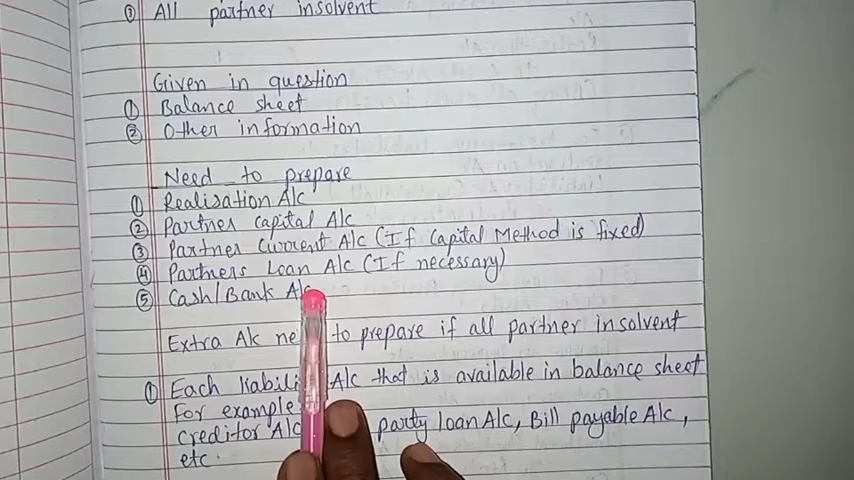 ③ All partner insolvent
Given in question
① Balance sheet
② Other information
Need to prepare
① Realisation A/c
② Partner capital A/c
③ Partner Current A/c (If Capital Method is fixed)
④ Partners Loan A/c (If necessary)
⑤ Cash/Bank A/c
Extra A/c to prepare if all partner insolvent
① Each A/c that is available in balance sheet
For example
creditor A/c party loan A/c, Bill payable A/c,
etc.